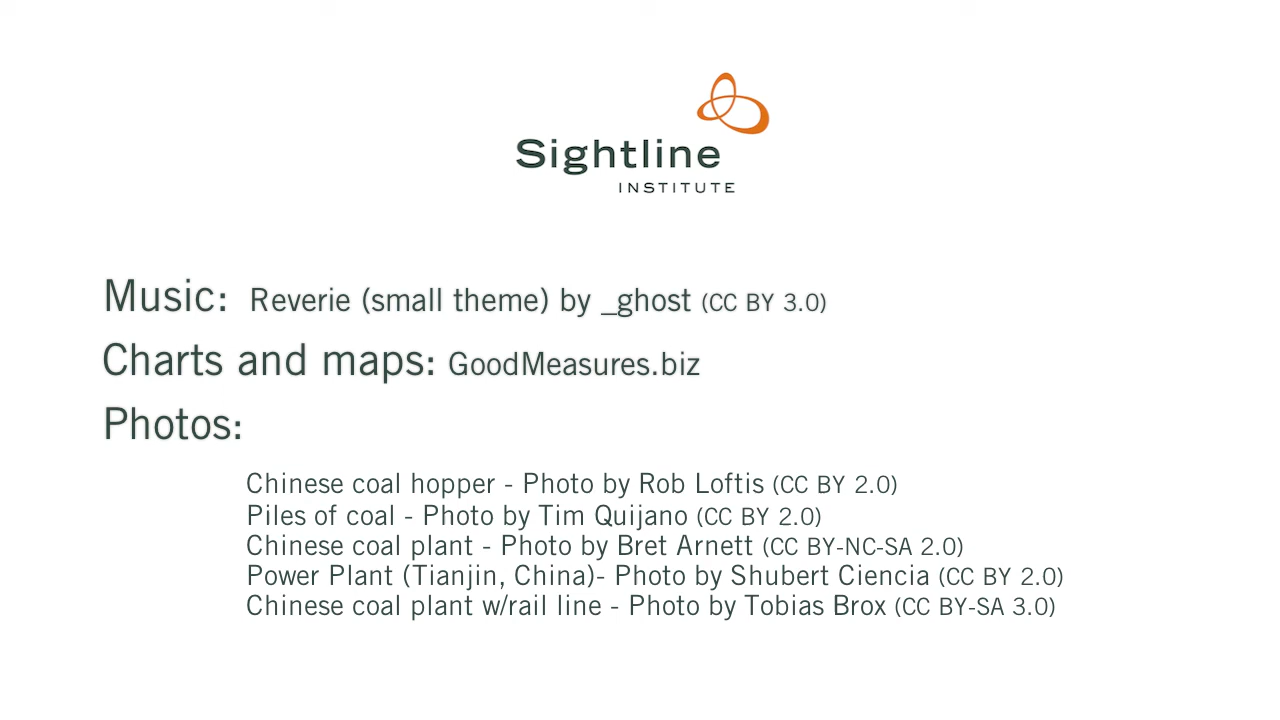 Sightline
INSTITUTE
Music: Reverie (small theme) by _ghost (CC BY 3.0)
Charts and maps: GoodMeasures.biz
Photos:
Chinese coal hopper - Photo by Rob Loftis (CC BY 2.0)
Piles of coal - Photo by Tim Quijano (CC BY 2.0)
Chinese coal plant - Photo by Bret Arnett (CC BY-NC-SA 2.0)
Power Plant (Tianjin, China)- Photo by Shubert Ciencia (CC BY 2.0)
Chinese coal plant w/rail line - Photo by Tobias Brox (CC BY-SA 3.0)